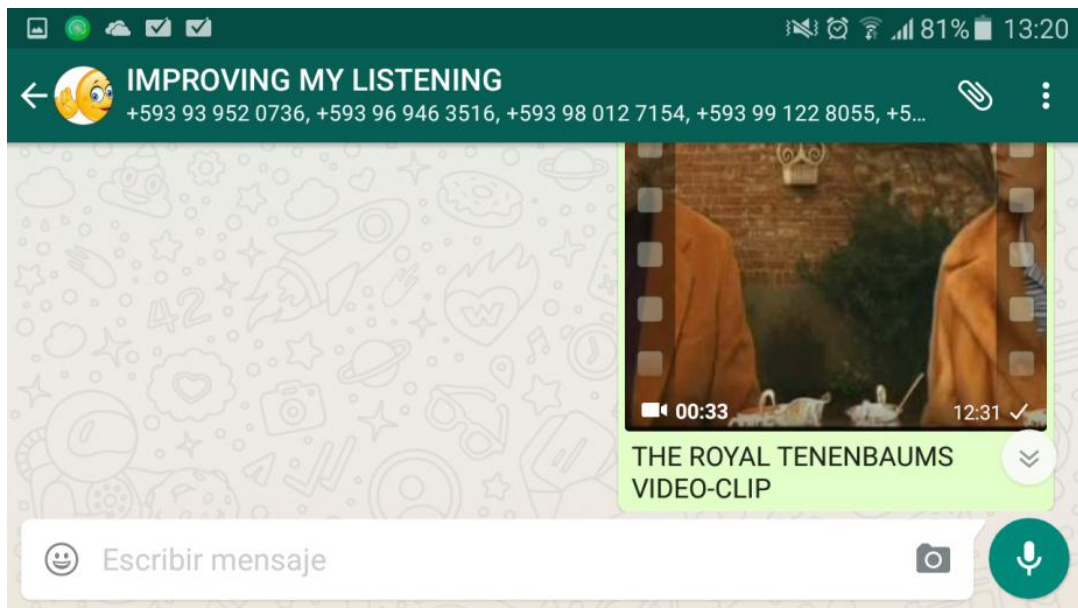 81% 13:20
IMPROVING MY LISTENING
+593 93 952 0736, +593 96 946 3516, +593 98 012 7154, +593 99 122 8055, +5...
42
00:33 12:31
THE ROYAL TENENBAUMS
VIDEO-CLIP
Escribir mensaje